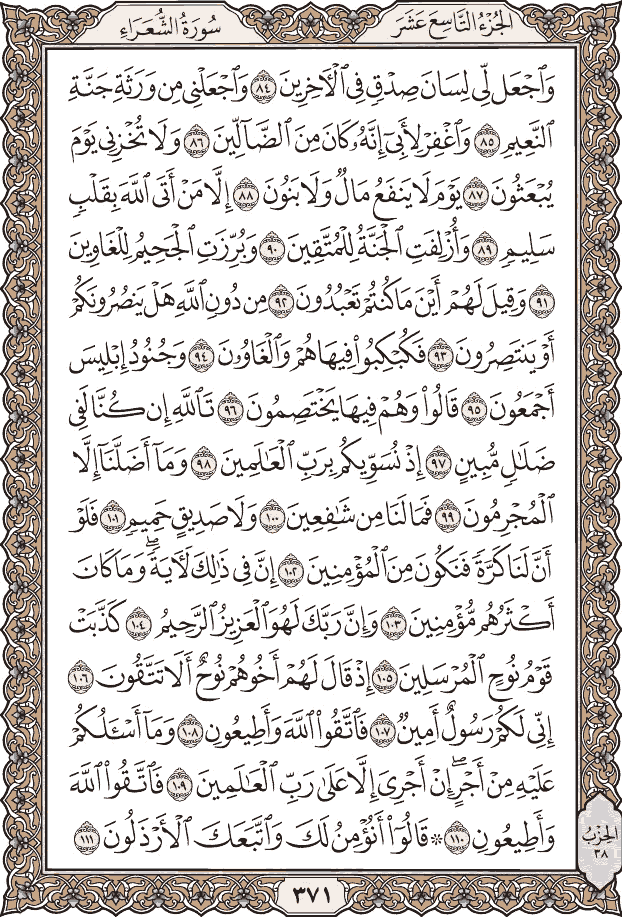 الجُزْءُ التَّاسِعَ عَشَرَ
سُورَةُ الشُّعَرَاءِ
وَٱجْعَل لِّى لِسَانَ صِدْقٍ فِى ٱلْأَخِرِينَ ٨٤ وَٱجْعَلْنِى مِن وَرَثَةِ جَنَّةِ
ٱلنَّعِيمِ ٨٥ وَٱغْفِرْ لِأَبِىٓ إِنَّهُۥ كَانَ مِنَ ٱلضَّآلِّينَ ٨٦ وَلَا تُخْزِنِى يَوْمَ
يُبْعَثُونَ ٨٧ يَوْمَ لَا يَنفَعُ مَالٌ وَلَا بَنُونَ ٨٨ إِلَّا مَنْ أَتَى ٱللَّهَ بِقَلْبٍ
سَلِيمٍ ٨٩ وَأُزْلِفَتِ ٱلْجَنَّةُ لِلْمُتَّقِينَ ٩٠ وَبُرِّزَتِ ٱلْجَحِيمُ لِلْغَاوِينَ
٩١ وَقِيلَ لَهُمْ أَيْنَ مَا كُنتُمْ تَعْبُدُونَ ٩٢ مِن دُونِ ٱللَّهِ هَلْ يَنصُرُونَكُمْ
أَوْ يَنتَصِرُونَ ٩٣ فَكُبْكِبُوا۟ فِيهَا هُمْ وَٱلْغَاوُۥنَ ٩٤ وَجُنُودُ إِبْلِيسَ
أَجْمَعُونَ ٩٥ قَالُوا۟ وَهُمْ فِيهَا يَخْتَصِمُونَ ٩٦ تَٱللَّهِ إِن كُنَّا لَفِى
ضَلَٰلٍ مُّبِينٍ ٩٧ إِذْ نُسَوِّيكُم بِرَبِّ ٱلْعَٰلَمِينَ ٩٨ وَمَآ أَضَلَّنَآ إِلَّا
ٱلْمُجْرِمُونَ ٩٩ فَمَا لَنَا مِن شَٰفِعِينَ ١٠٠ وَلَا صَدِيقٍ حَمِيمٍ ١٠١ فَلَوْ
أَنَّ لَنَا كَرَّةً فَنَكُونَ مِنَ ٱلْمُؤْمِنِينَ ١٠٢ إِنَّ فِى ذَٰلِكَ لَأٓيَةً ۖ وَمَا كَانَ
أَكْثَرُهُم مُّؤْمِنِينَ ١٠٣ وَإِنَّ رَبَّكَ لَهُوَ ٱلْعَزِيزُ ٱلرَّحِيمُ ١٠٤ كَذَّبَتْ
قَوْمُ نُوحٍ ٱلْمُرْسَلِينَ ١٠٥ إِذْ قَالَ لَهُمْ أَخُوهُمْ نُوحٌ أَلَا تَتَّقُونَ ١٠٦
إِنِّى لَكُمْ رَسُولٌ أَمِينٌ ١٠٧ فَٱتَّقُوا۟ ٱللَّهَ وَأَطِيعُونِ ١٠٨ وَمَآ أَسْـَٔلُكُمْ
عَلَيْهِ مِنْ أَجْرٍ ۖ إِنْ أَجْرِىَ إِلَّا عَلَىٰ رَبِّ ٱلْعَٰلَمِينَ ١٠٩ فَٱتَّقُوا۟ ٱللَّهَ
وَأَطِيعُونِ ١١٠ ۞ قَالُوٓا۟ أَنُؤْمِنُ لَكَ وَٱتَّبَعَكَ ٱلْأَرْذَلُونَ ١١١
الحِزْبُ
٣٨
٣٧١